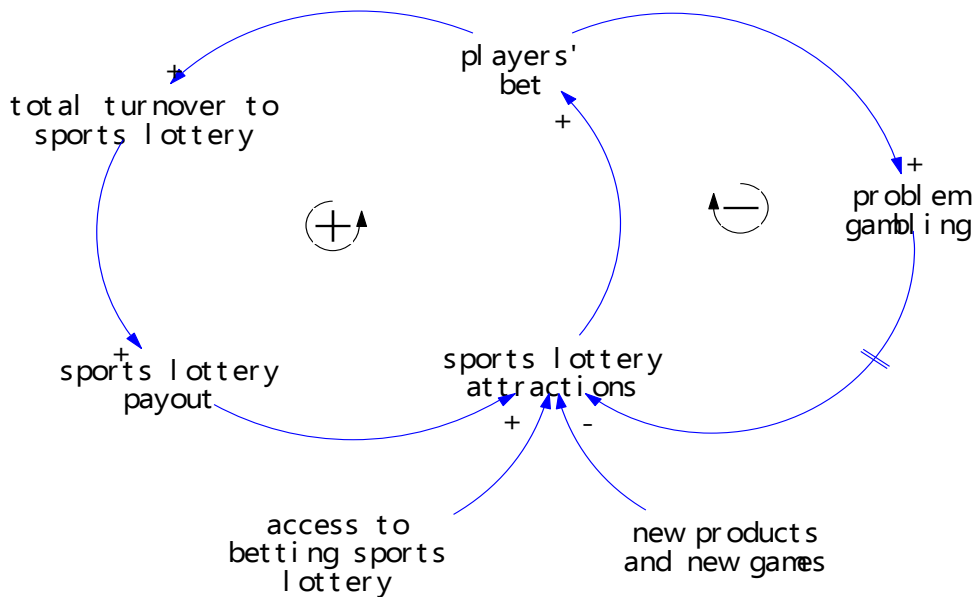 players'
bet
+
total turnover to
sports lottery
+
+
problem
gambling
+
−
+
sports lottery
payout
sports lottery
attractions
+
-
access to
betting sports
lottery
new products
and new games